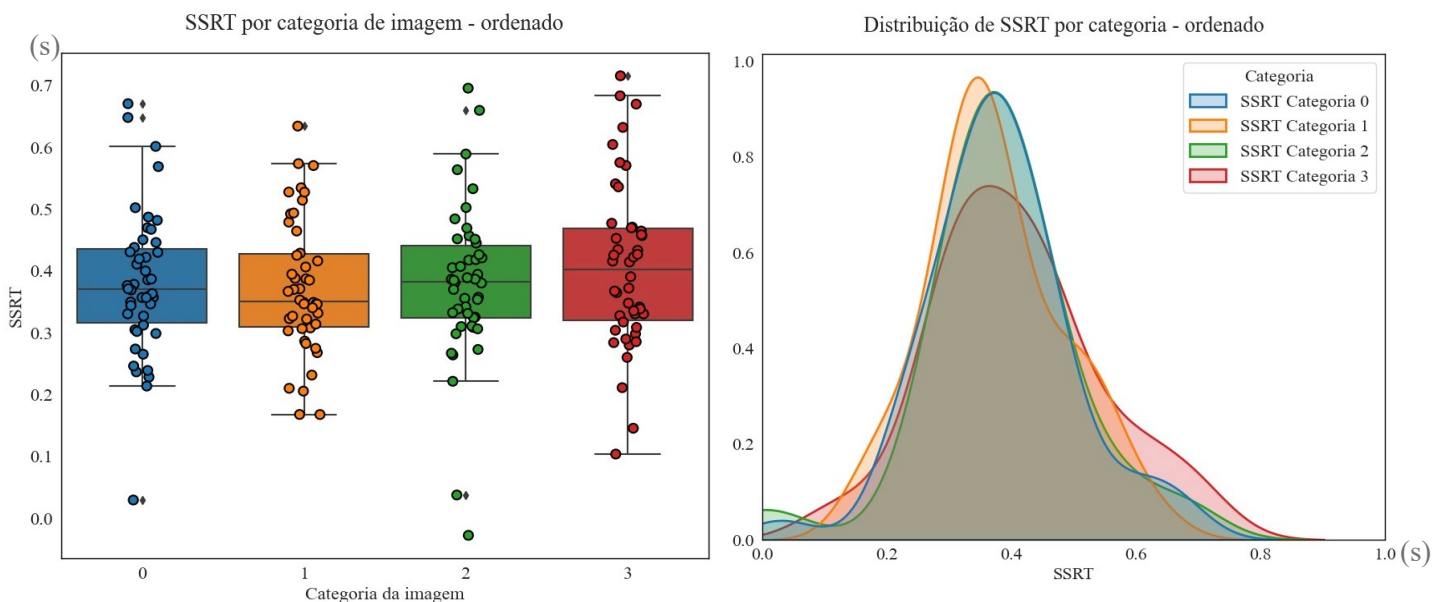 SSRT por categoria de imagem - ordenado
(s)
0.7
0.6
0.5
0.4
0.3
0.2
0.1
0.0
SSRT
0 1 2 3
Categoria da imagem
Distribuição de SSRT por categoria - ordenado
1.0
0.8
0.6
0.4
0.2
0.0
Categoria
SSRT Categoria 0
SSRT Categoria 1
SSRT Categoria 2
SSRT Categoria 3
0.0 0.2 0.4 0.6 0.8 1.0 (s)
SSRT